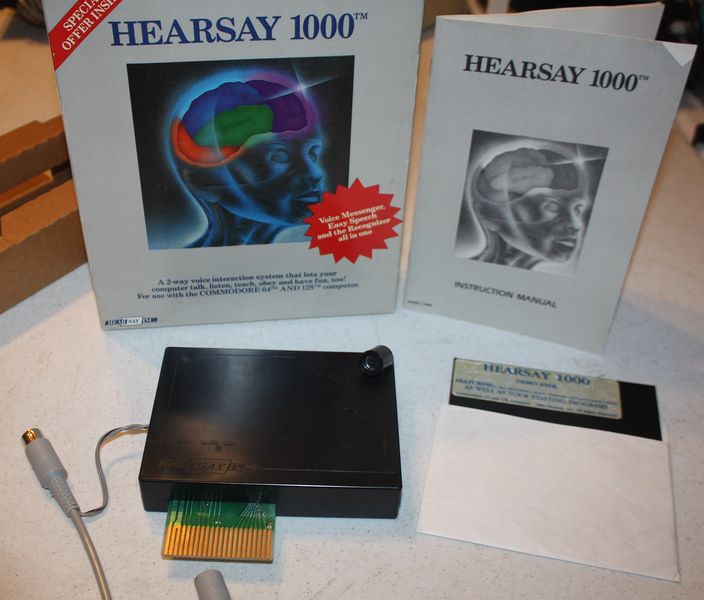 SPECIAL
OFFER INSIDE
HEARSAY 1000™
Voice Messenger,
Easy Speech
and the Recognizer
all in one
A 2-way voice interaction system that lets your
computer talk, listen, teach, obey and have fun, too!
For use with the COMMODORE 64™ AND 128™ computer.
HEARSAY INC.
HEARSAY 1000™
INSTRUCTION MANUAL
HEARSAY INC.
HEARSAY 1000
DEMO DISK
FEATURING
AS WELL AS YOUR EXISTING PROGRAMS